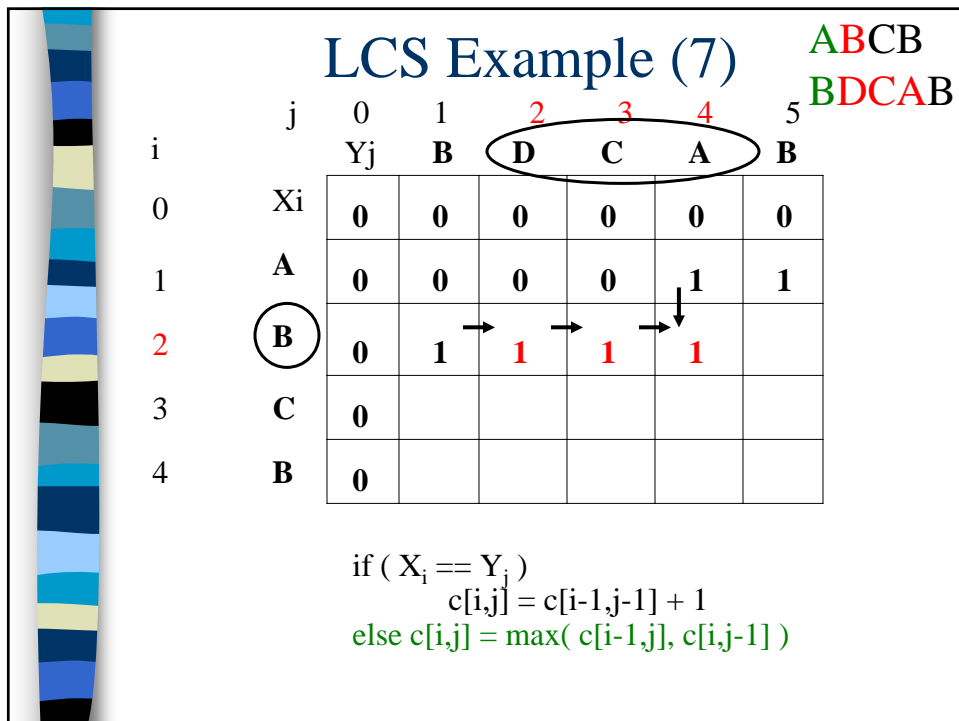 LCS Example (7)
ABCB
BDCAB
j 0 1 2 3 4 5
i Yj B D C A B
0 Xi 0 0 0 0 0 0
1 A 0 0 0 0 1 1
2 B 0 1 1 1 1
3 C 0
4 B 0
if ( Xi == Yj )
c[i,j] = c[i-1,j-1] + 1
else c[i,j] = max( c[i-1,j], c[i,j-1] )